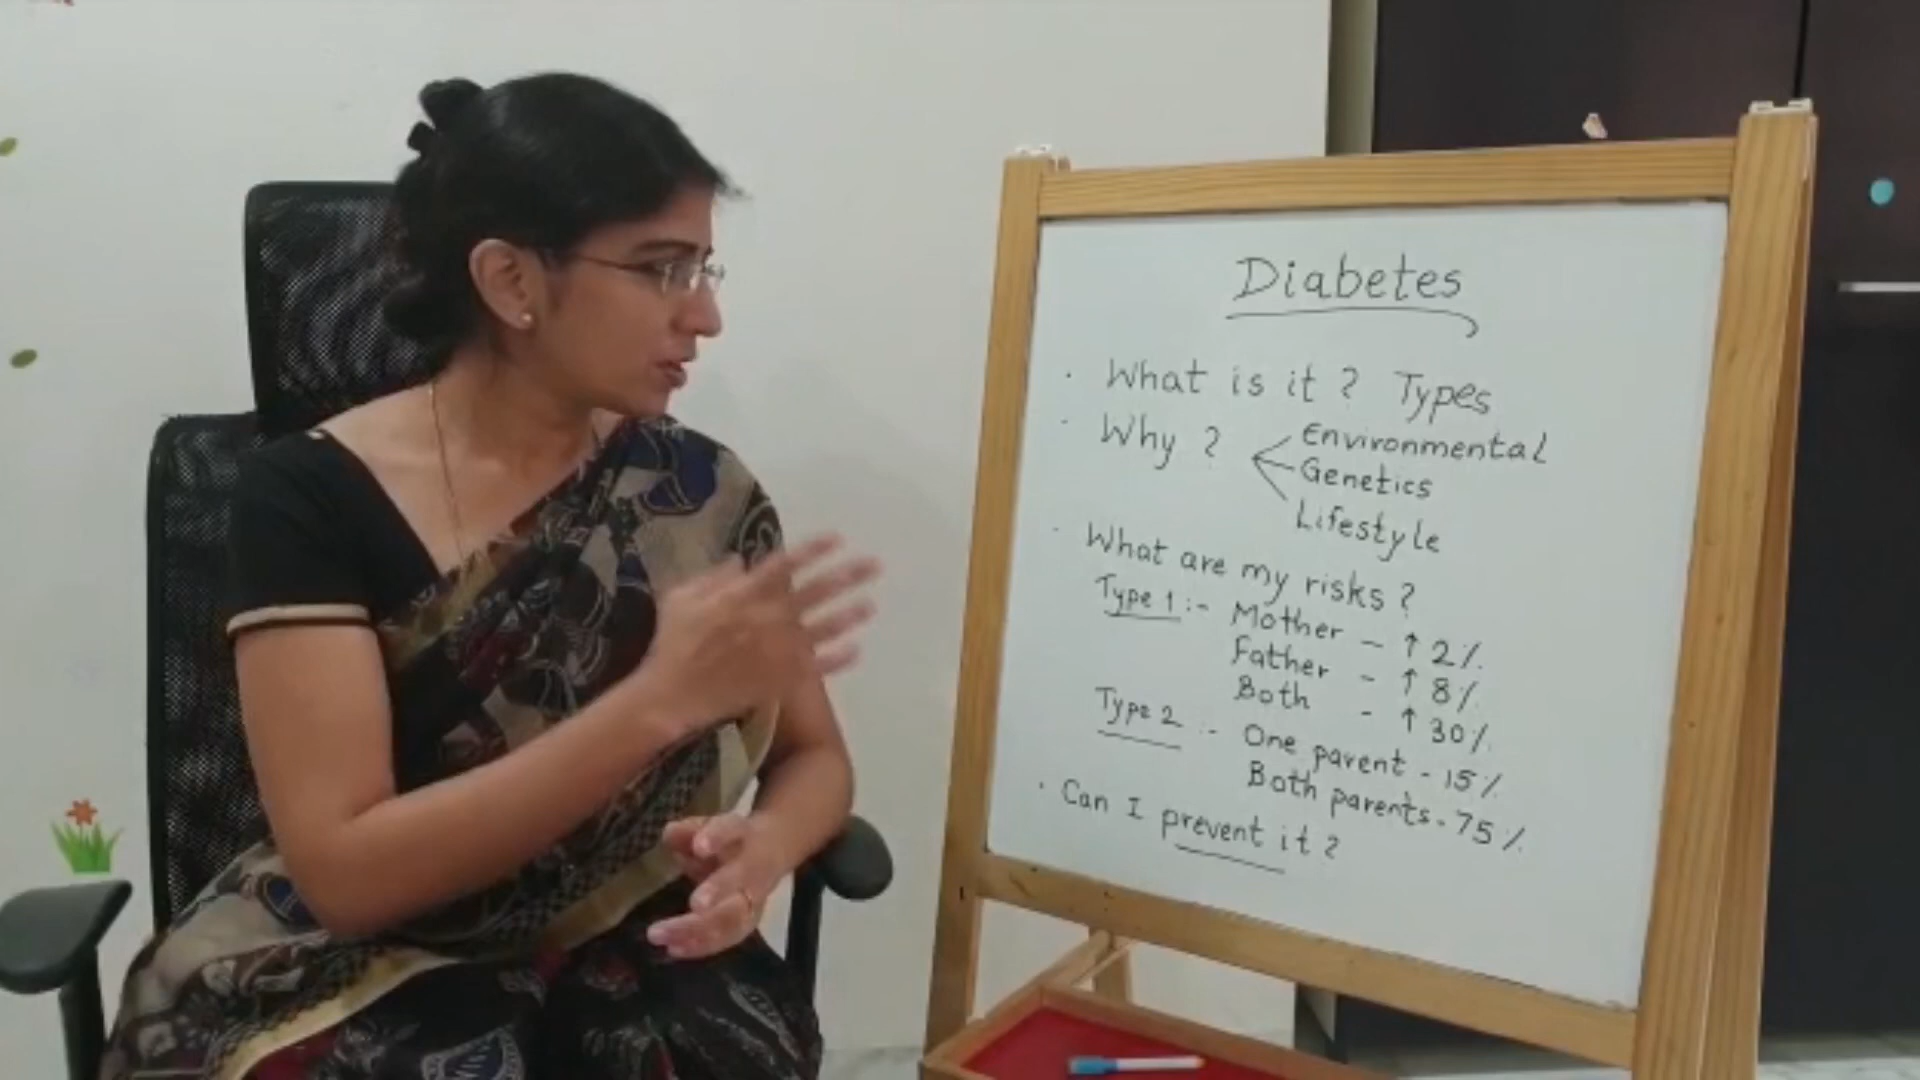 Diabetes
· What is it? Types
· Why? Environmental
Genetics
Lifestyle
· What are my risks?
Type 1 :- Mother - ↑ 2%
Father - ↑ 8%
Both - ↑ 30%
Type 2 :- One parent - 15%
Both parents - 75%
· Can I prevent it?